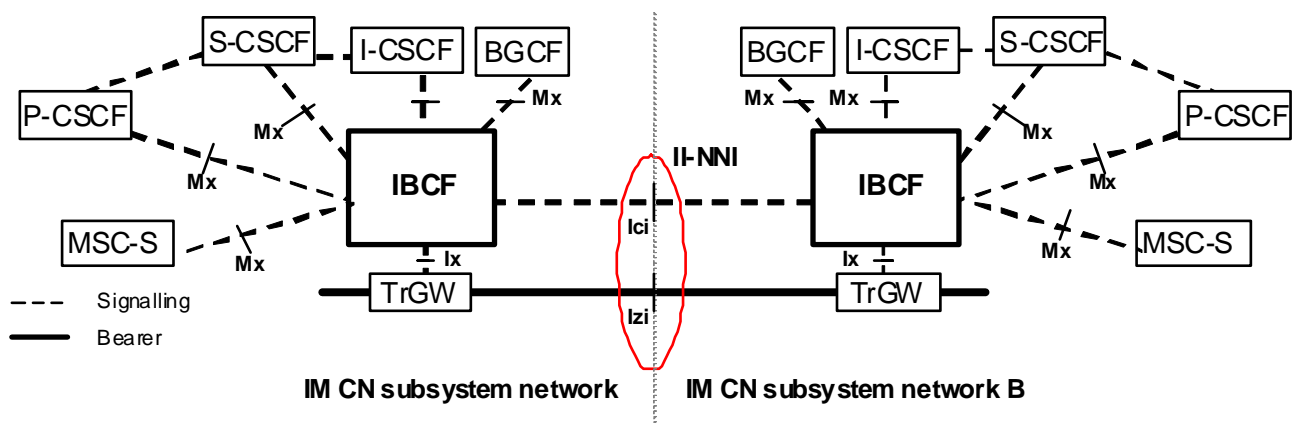 S-CSCF
I-CSCF
BGCF
BGCF
I-CSCF
S-CSCF
P-CSCF
P-CSCF
Mx
Mx
Mx
Mx
Mx
II-NNI
IBCF
IBCF
Mx
Mx
MSC-S
Ici
MSC-S
Mx
Ix
Ix
Mx
TrGW
TrGW
Signalling
Izi
Bearer
IM CN subsystem network
IM CN subsystem network B